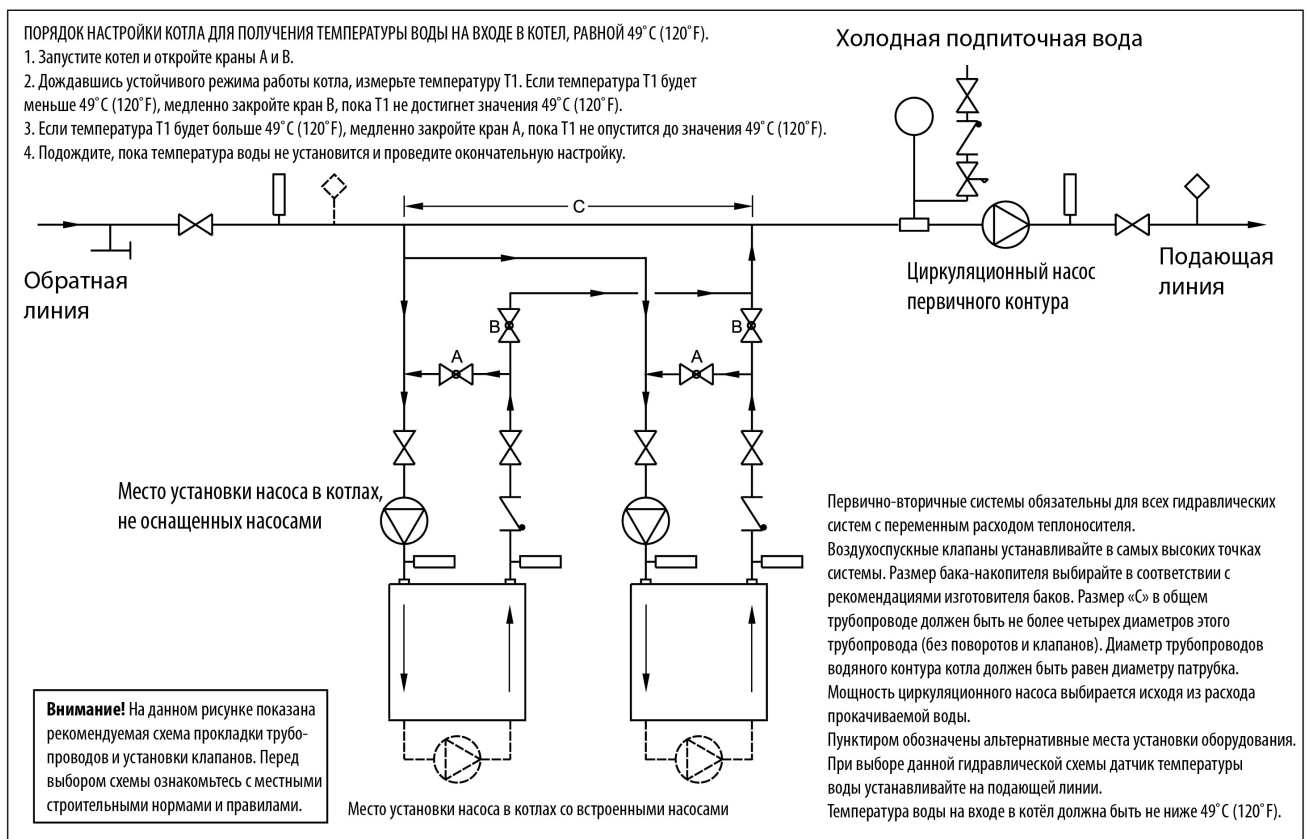 ПОРЯДОК НАСТРОЙКИ КОТЛА ДЛЯ ПОЛУЧЕНИЯ ТЕМПЕРАТУРЫ ВОДЫ НА ВХОДЕ В КОТЕЛ, РАВНОЙ 49˚С (120˚F).
1. Запустите котел и откройте краны А и В.
2. Дождавшись устойчивого режима работы котла, измерьте температуру Т1. Если температура Т1 будет
меньше 49˚С (120˚F), медленно закройте кран В, пока Т1 не достигнет значения 49˚С (120˚F).
3. Если температура Т1 будет больше 49˚С (120˚F), медленно закройте кран А, пока Т1 не опустится до значения 49˚С (120˚F).
4. Подождите, пока температура воды не установится и проведите окончательную настройку.
Холодная подпиточная вода
C
Обратная
линия
Циркуляционный насос
первичного контура
Подающая
линия
B
A
B
A
Место установки насоса в котлах,
не оснащенных насосами
Первично-вторичные системы обязательны для всех гидравлических
систем с переменным расходом теплоносителя.
Воздухоспускные клапаны устанавливайте в самых высоких точках
системы. Размер бака-накопителя выбирайте в соответствии с
рекомендациями изготовителя баков. Размер «С» в общем
трубопроводе должен быть не более четырех диаметров этого
трубопровода (без поворотов и клапанов). Диаметр трубопроводов
водяного контура котла должен быть равен диаметру патрубка.
Мощность циркуляционного насоса выбирается исходя из расхода
прокачиваемой воды.
Пунктиром обозначены альтернативные места установки оборудования.
При выборе данной гидравлической схемы датчик температуры
воды устанавливайте на подающей линии.
Температура воды на входе в котёл должна быть не ниже 49˚С (120˚F).
Внимание! На данном рисунке показана
рекомендуемая схема прокладки трубо-
проводов и установки клапанов. Перед
выбором схемы ознакомьтесь с местными
строительными нормами и правилами.
Место установки насоса в котлах со встроенными насосами